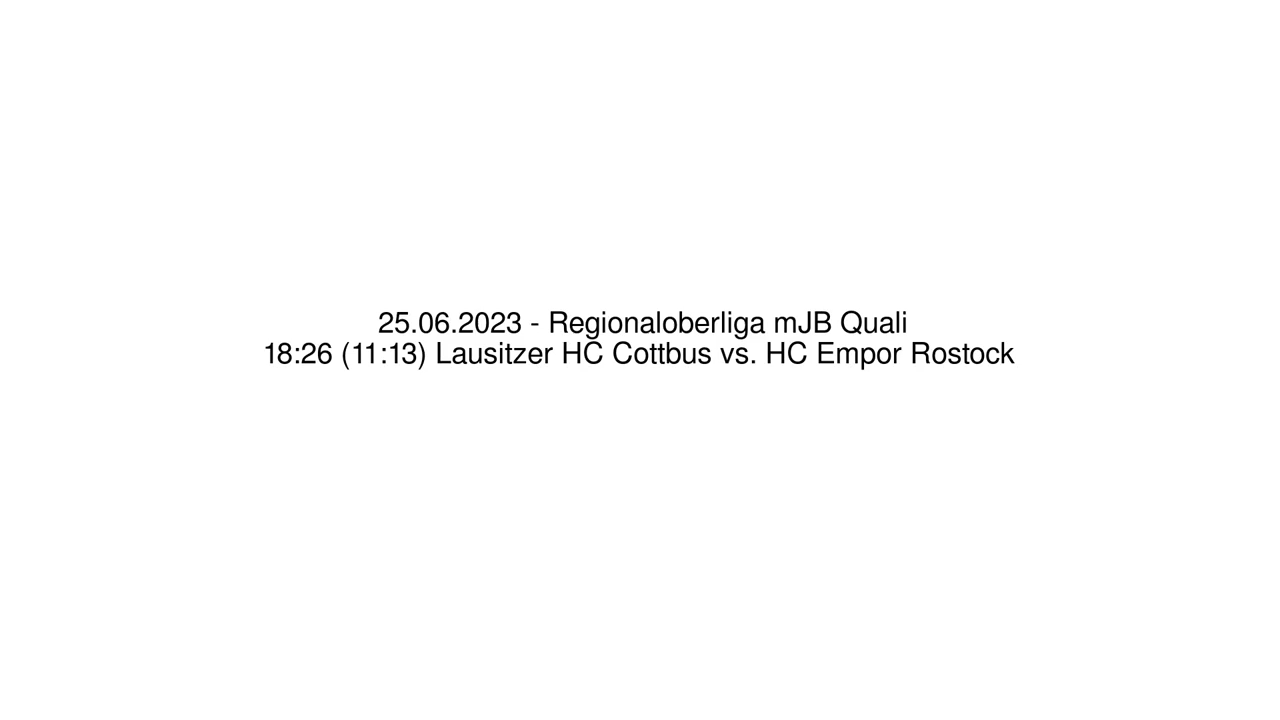 25.06.2023 - Regionaloberliga mJB Quali
18:26 (11:13) Lausitzer HC Cottbus vs. HC Empor Rostock